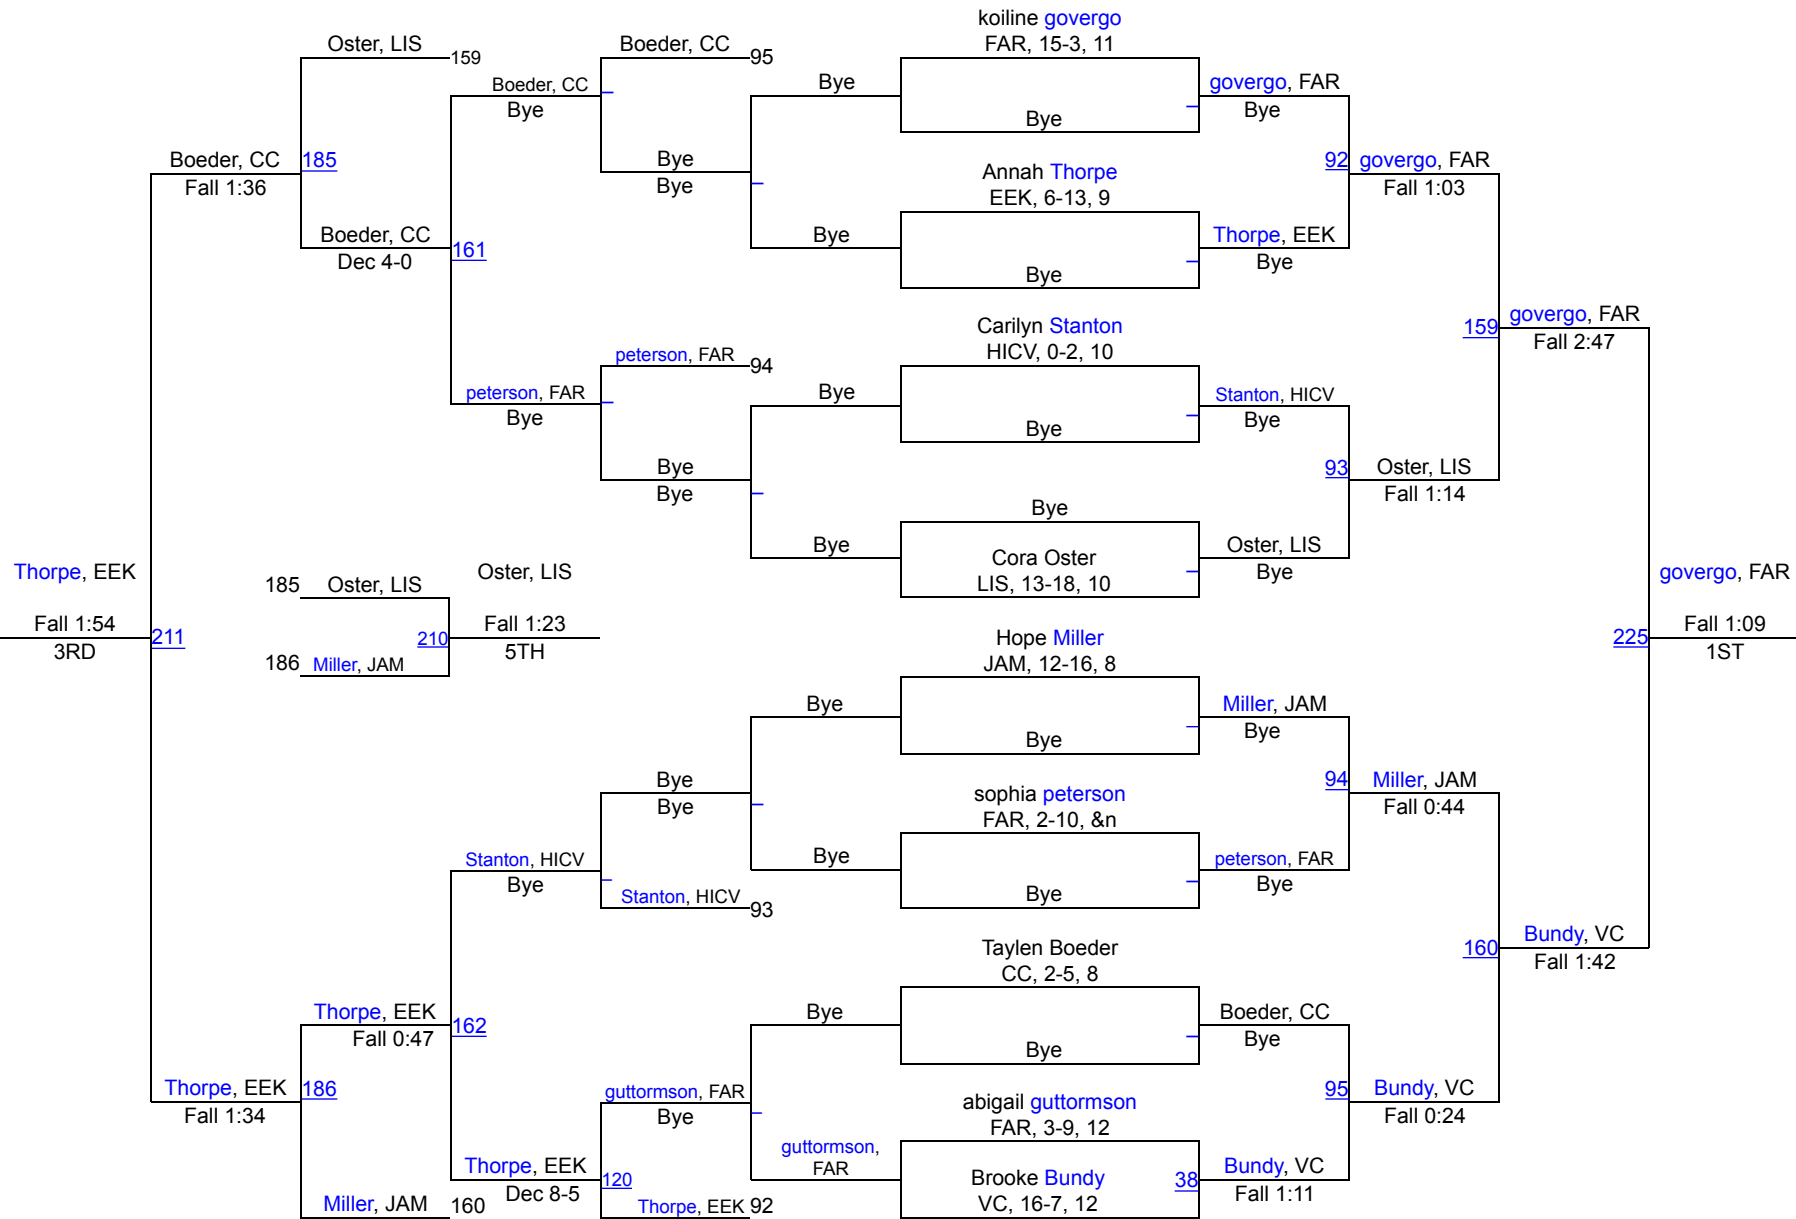 koiline govergo
FAR, 15-3, 11
Oster, LIS
159
Boeder, CC
95
Boeder, CC
Bye
Bye
Bye
govergo, FAR
Bye
Boeder, CC
185
Fall 1:36
Bye
Bye
Annah Thorpe
EEK, 6-13, 9
92
govergo, FAR
Fall 1:03
Boeder, CC
Dec 4-0
161
Bye
Bye
Thorpe, EEK
Bye
Carilyn Stanton
HICV, 0-2, 10
159
govergo, FAR
Fall 2:47
peterson, FAR
94
peterson, FAR
Bye
Bye
Bye
Stanton, HICV
Bye
Bye
Bye
93
Oster, LIS
Fall 1:14
Bye
Bye
Cora Oster
LIS, 13-18, 10
Oster, LIS
Bye
Thorpe, EEK
Fall 1:54
3RD
211
185
Oster, LIS
186
Miller, JAM
210
Oster, LIS
Fall 1:23
5TH
govergo, FAR
225
Fall 1:09
1ST
Hope Miller
JAM, 12-16, 8
Bye
Bye
Miller, JAM
Bye
Bye
Bye
sophia peterson
FAR, 2-10, &n
94
Miller, JAM
Fall 0:44
Stanton, HICV
Bye
Bye
Bye
peterson, FAR
Bye
Stanton, HICV
93
Taylen Boeder
CC, 2-5, 8
160
Bundy, VC
Fall 1:42
Thorpe, EEK
Fall 0:47
162
Bye
Bye
Boeder, CC
Bye
Thorpe, EEK
186
Fall 1:34
guttormson, FAR
Bye
abigail guttormson
FAR, 3-9, 12
95
Bundy, VC
Fall 0:24
guttormson,
FAR
Thorpe, EEK
Dec 8-5
120
Brooke Bundy
VC, 16-7, 12
38
Bundy, VC
Fall 1:11
Miller, JAM
160
Thorpe, EEK
92